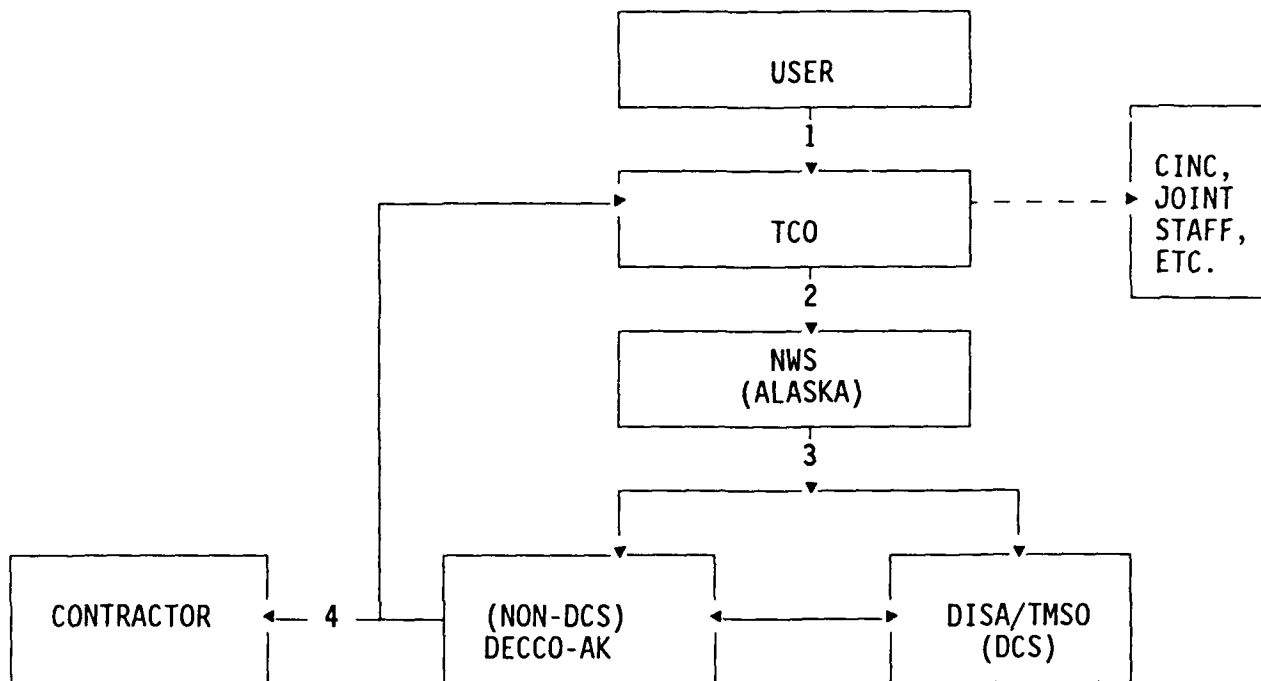 USER
1
CINC,
JOINT
STAFF,
ETC.
TCO
2
NWS
(ALASKA)
3
CONTRACTOR
4
(NON-DCS)
DECCO-AK
DISA/TMSO
(DCS)